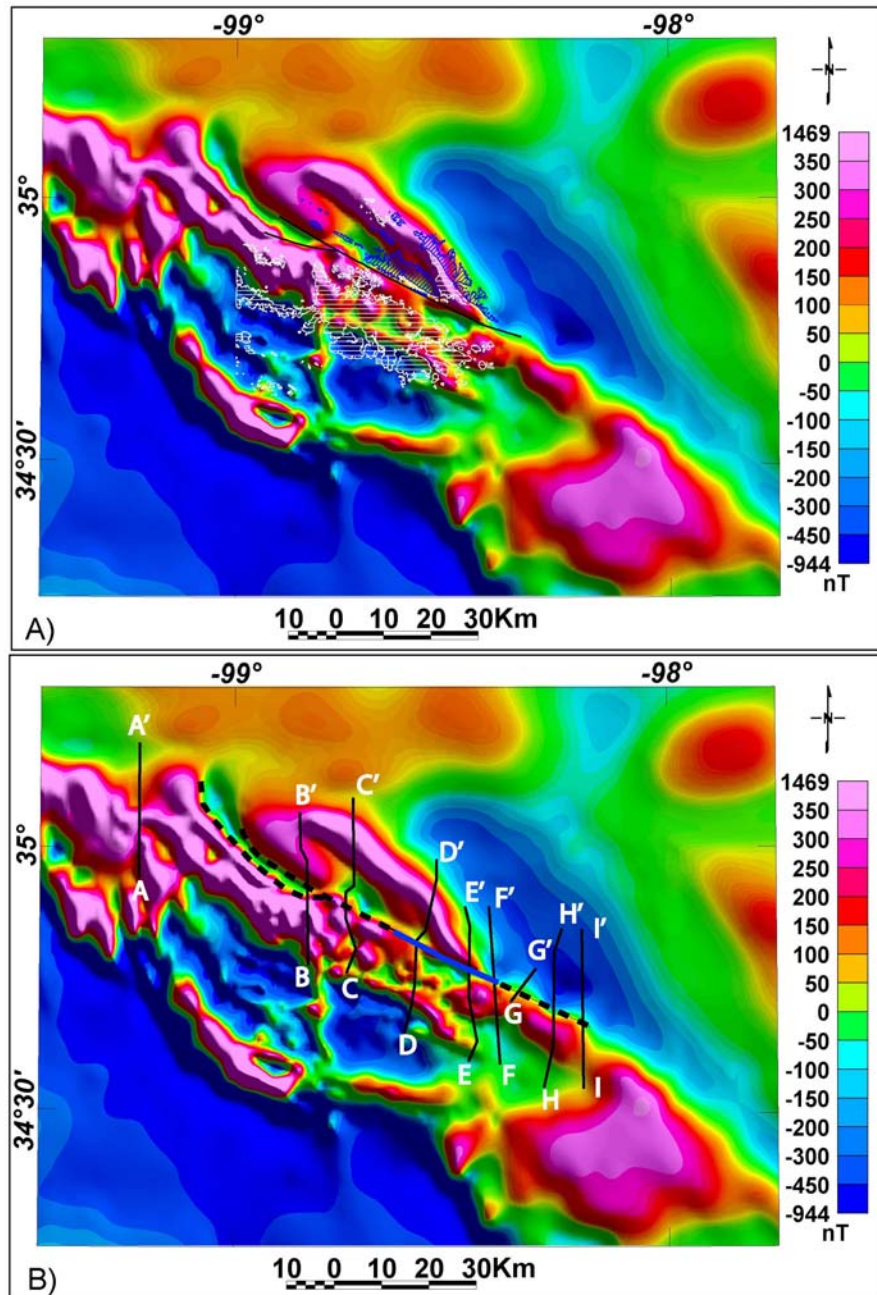 -99° -98°
N
35°
34°30'
1469
350
300
250
200
150
100
50
0
-50
-100
-150
-200
-300
-450
-944
nT
A)
10 0 10 20 30Km
-99° -98°
N
35°
34°30'
A'
B' C'
D'
E' F'
G' H' I'
A
B C
D
E F
G
H I
1469
350
300
250
200
150
100
50
0
-50
-100
-150
-200
-300
-450
-944
nT
B)
10 0 10 20 30Km